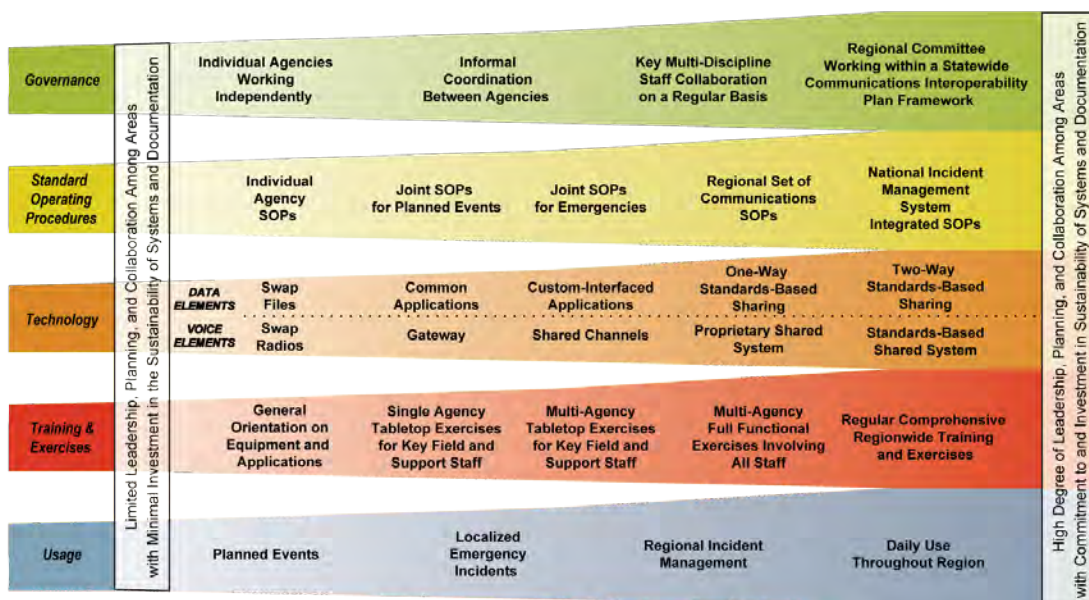 Limited Leadership, Planning, and Collaboration Among Areas
with Minimal Investment in the Sustainability of Systems and Documentation
Governance
Individual Agencies
Working
Independently
Informal
Coordination
Between Agencies
Key Multi-Discipline
Staff Collaboration
on a Regular Basis
Regional Committee
Working within a Statewide
Communications Interoperability
Plan Framework
Standard
Operating
Procedures
Individual
Agency
SOPs
Joint SOPs
for Planned Events
Joint SOPs
for Emergencies
Regional Set of
Communications
SOPs
National Incident
Management
System
Integrated SOPs
Technology
DATA
ELEMENTS
Swap
Files
Common
Applications
Custom-Interfaced
Applications
One-Way
Standards-Based
Sharing
Two-Way
Standards-Based
Sharing
VOICE
ELEMENTS
Swap
Radios
Gateway
Shared Channels
Proprietary Shared
System
Standards-Based
Shared System
Training &
Exercises
General
Orientation on
Equipment and
Applications
Single Agency
Tabletop Exercises
for Key Field and
Support Staff
Multi-Agency
Tabletop Exercises
for Key Field and
Support Staff
Multi-Agency
Full Functional
Exercises Involving
All Staff
Regular Comprehensive
Regionwide Training
and Exercises
Usage
Planned Events
Localized
Emergency
Incidents
Regional Incident
Management
Daily Use
Throughout Region
High Degree of Leadership, Planning, and Collaboration Among Areas
with Commitment to and Investment in Sustainability of Systems and Documentation